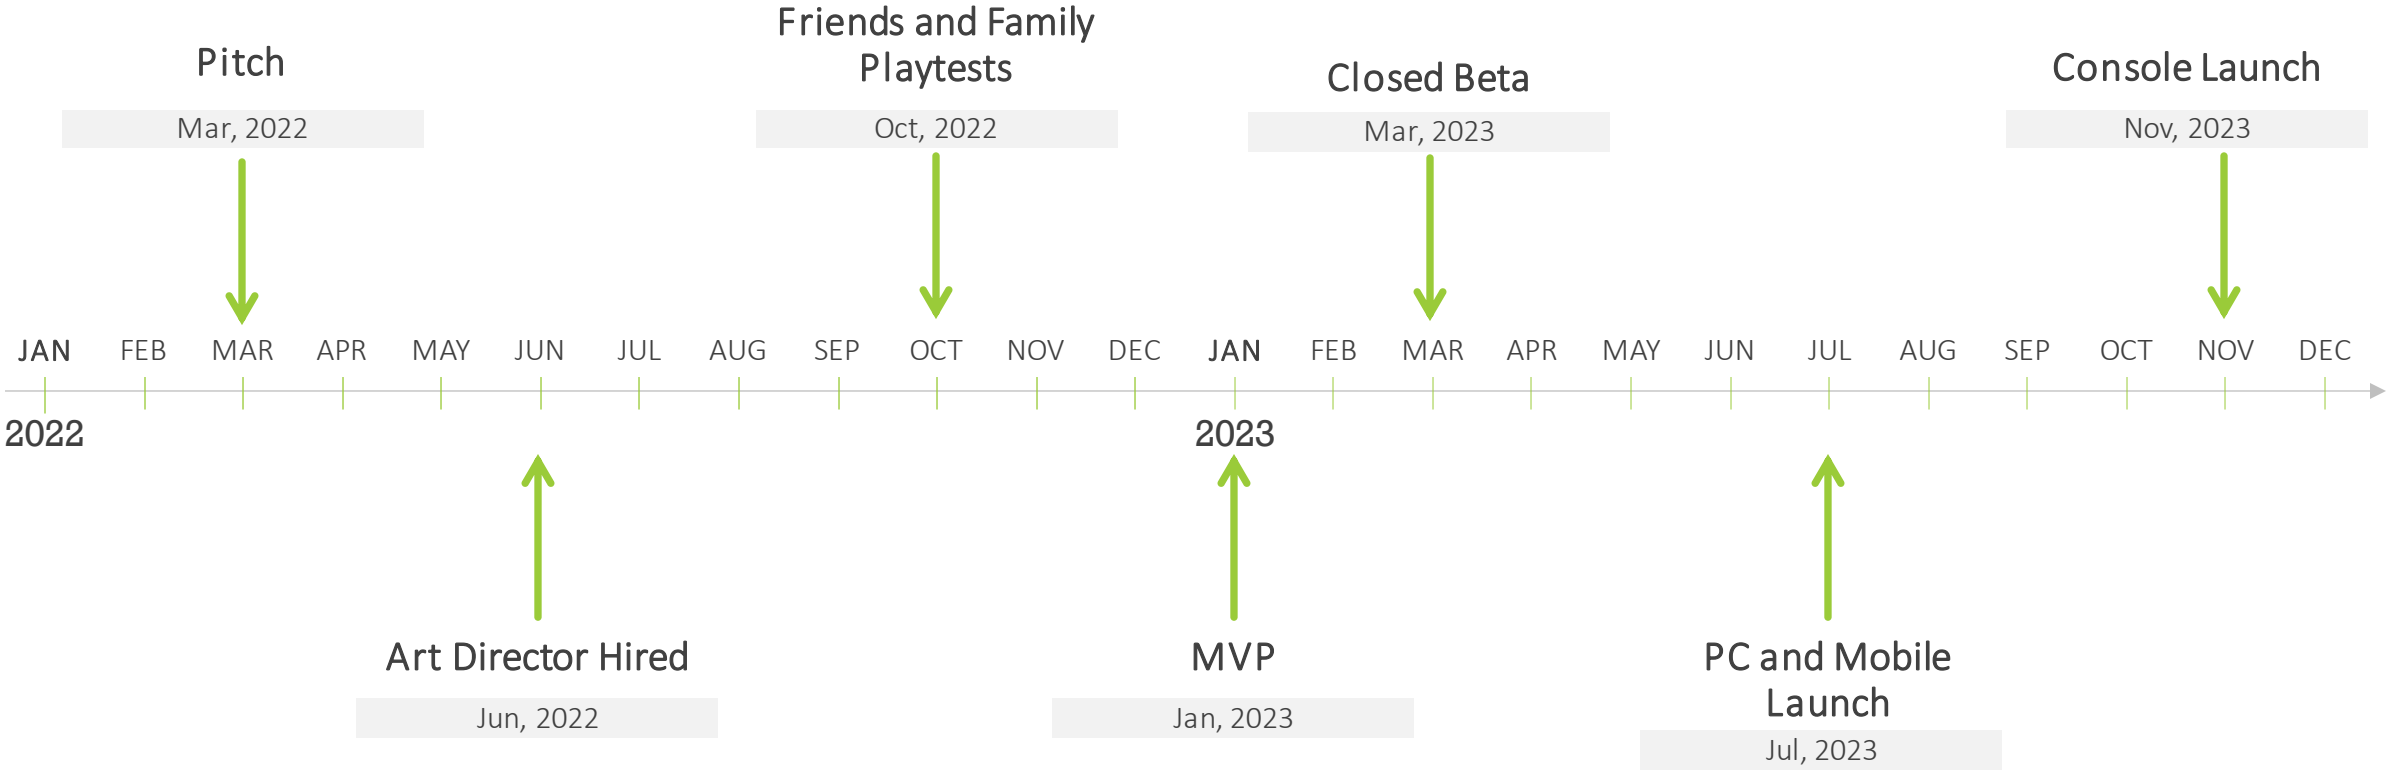 Friends and Family
Playtests
Pitch
Closed Beta
Console Launch
Mar, 2022
Oct, 2022
Mar, 2023
Nov, 2023
JAN FEB MAR APR MAY JUN JUL AUG SEP OCT NOV DEC JAN FEB MAR APR MAY JUN JUL AUG SEP OCT NOV DEC
2022 2023
Art Director Hired
MVP
PC and Mobile
Launch
Jun, 2022
Jan, 2023
Jul, 2023